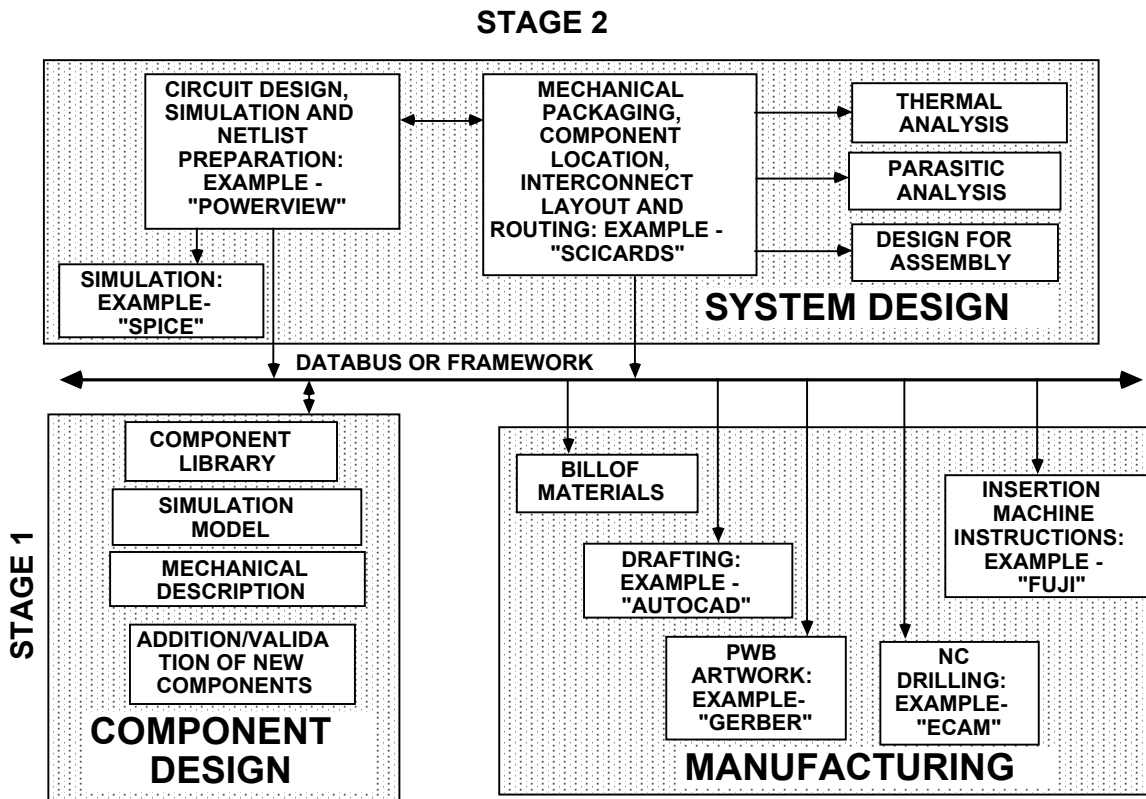 STAGE 2
CIRCUIT DESIGN,
SIMULATION AND
NETLIST
PREPARATION:
EXAMPLE -
"POWERVIEW"
MECHANICAL
PACKAGING,
COMPONENT
LOCATION,
INTERCONNECT
LAYOUT AND
ROUTING: EXAMPLE -
"SCICARDS"
THERMAL
ANALYSIS
PARASITIC
ANALYSIS
DESIGN FOR
ASSEMBLY
SIMULATION:
EXAMPLE-
"SPICE"
SYSTEM DESIGN
DATABUS OR FRAMEWORK
STAGE 1
COMPONENT
LIBRARY
SIMULATION
MODEL
MECHANICAL
DESCRIPTION
ADDITION/VALIDA
TION OF NEW
COMPONENTS
COMPONENT
DESIGN
BILLOF
MATERIALS
DRAFTING:
EXAMPLE -
"AUTOCAD"
PWB
ARTWORK:
EXAMPLE-
"GERBER"
NC
DRILLING:
EXAMPLE-
"ECAM"
INSERTION
MACHINE
INSTRUCTIONS:
EXAMPLE -
"FUJI"
MANUFACTURING